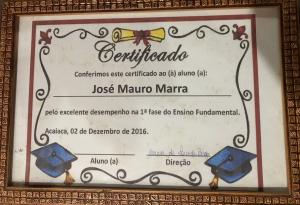 Certificado
Conferimos este certificado ao (à) aluno (a):
José Mauro Marra
pelo excelente desempenho na 1ª fase do Ensino Fundamental.
Acaiaca, 02 de Dezembro de 2016.
Aluno (a)
Direção